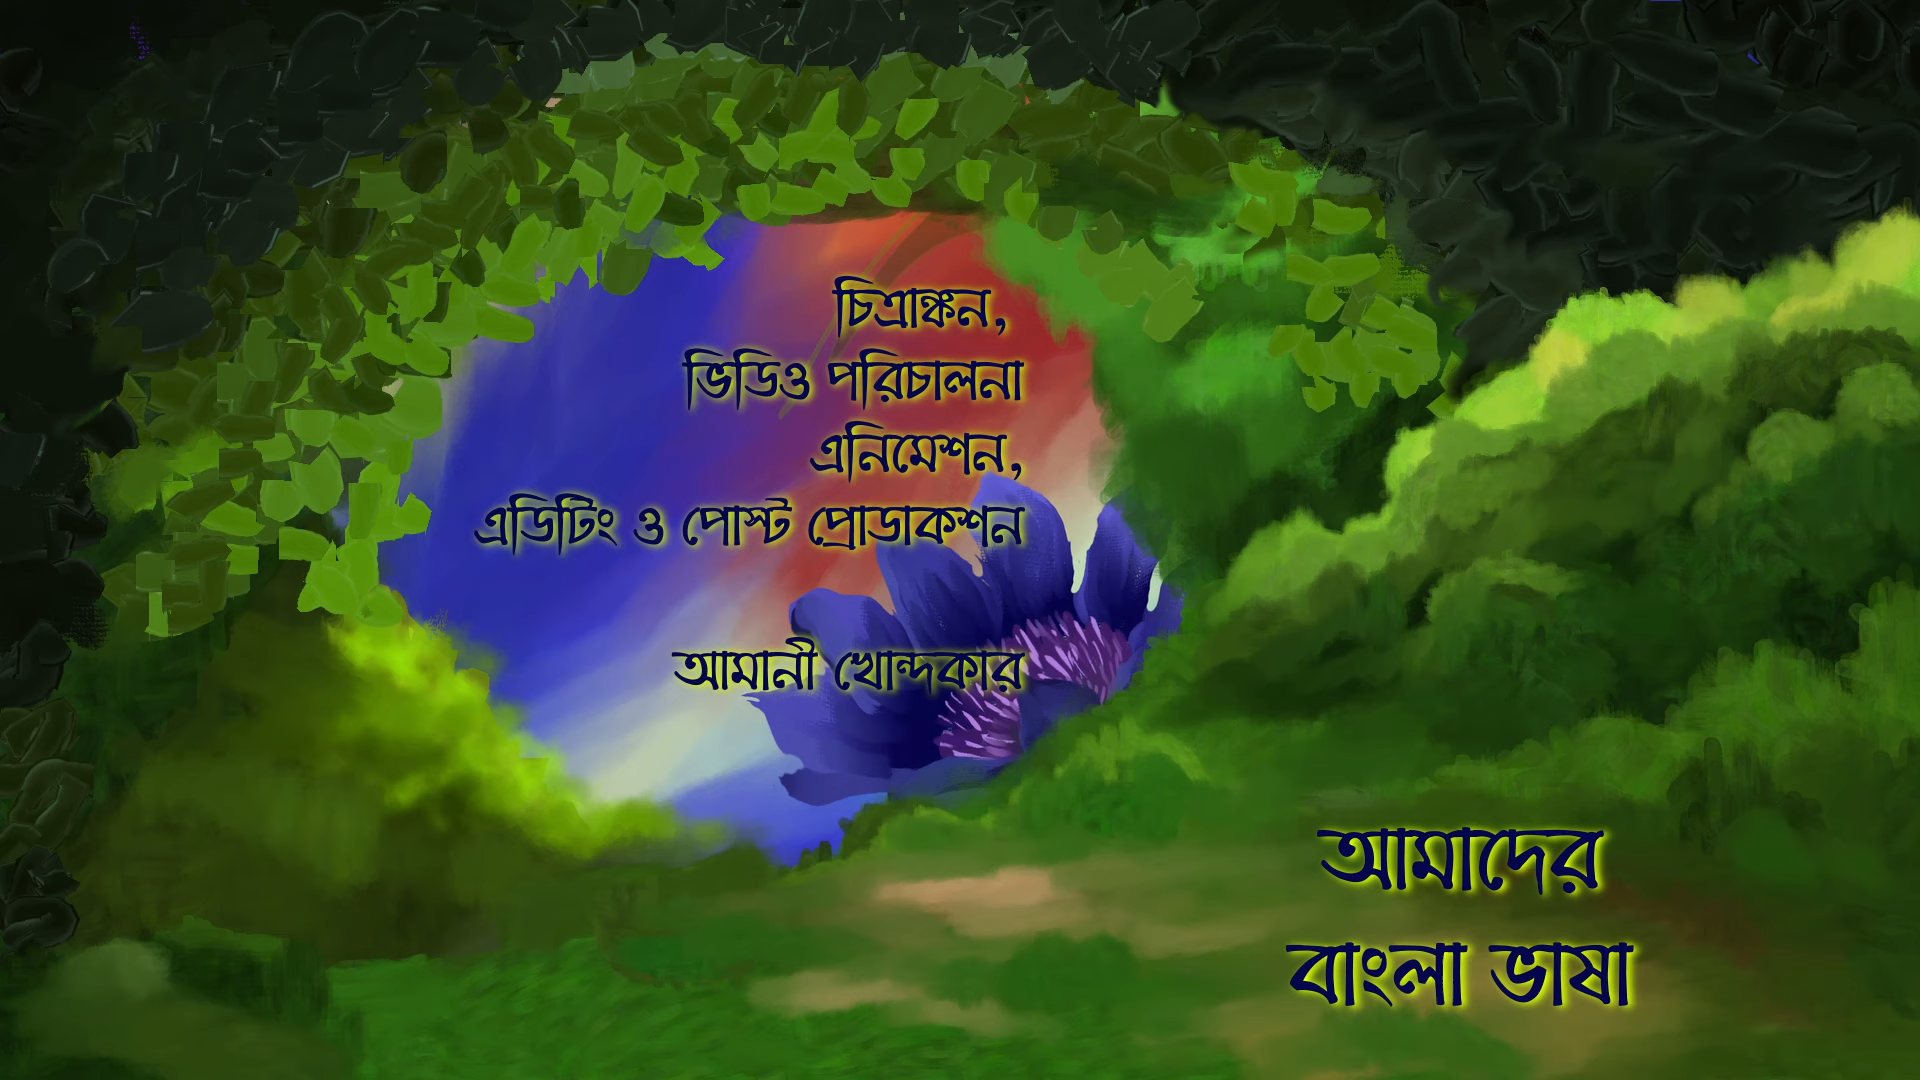 চিত্রাঙ্কন,
ভিডিও পরিচালনা
এনিমেশন,
এডিটিং ও পোস্ট প্রোডাকশন
আমানী খোন্দকার
আমাদের
বাংলা ভাষা